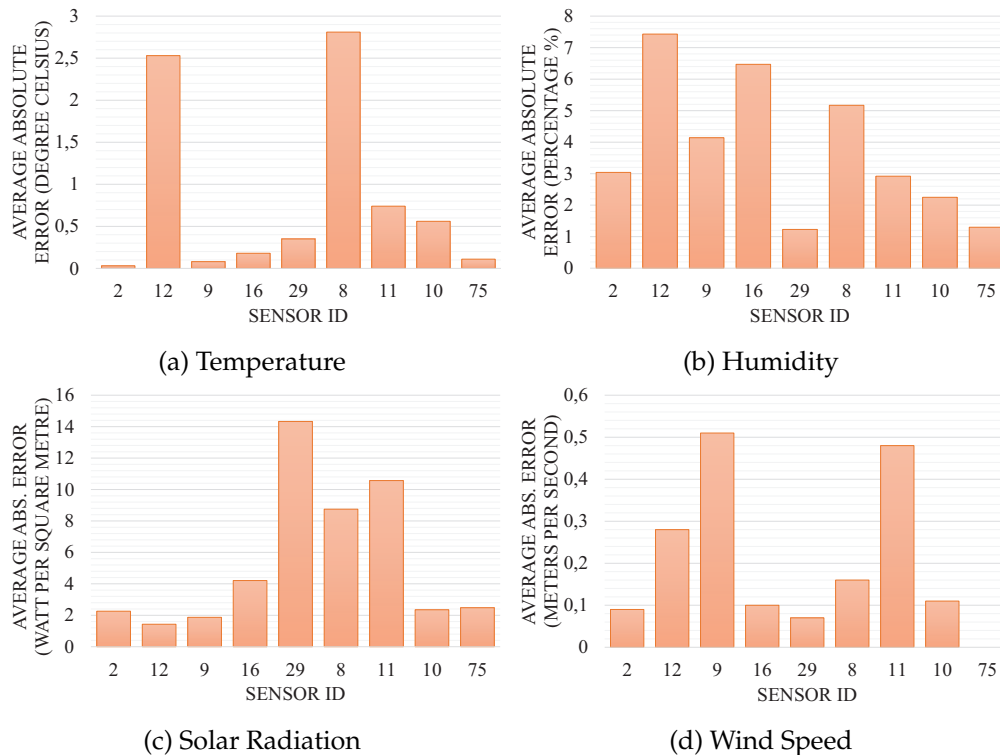 AVERAGE ABSOLUTE
ERROR (DEGREE CELSIUS)
3
2,5
2
1,5
1
0,5
0
2 12 9 16 29 8 11 10 75
SENSOR ID
(a) Temperature
AVERAGE ABSOLUTE
ERROR (PERCENTAGE %)
8
7
6
5
4
3
2
1
0
2 12 9 16 29 8 11 10 75
SENSOR ID
(b) Humidity
AVERAGE ABS. ERROR
(WATT PER SQUARE METRE)
16
14
12
10
8
6
4
2
0
2 12 9 16 29 8 11 10 75
SENSOR ID
(c) Solar Radiation
AVERAGE ABS. ERROR
(METERS PER SECOND)
0,6
0,5
0,4
0,3
0,2
0,1
0
2 12 9 16 29 8 11 10 75
SENSOR ID
(d) Wind Speed